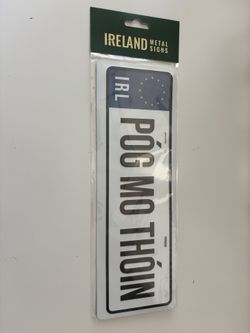 IRELAND METAL
SIGNS
IRL
PÓG MO THÓIN